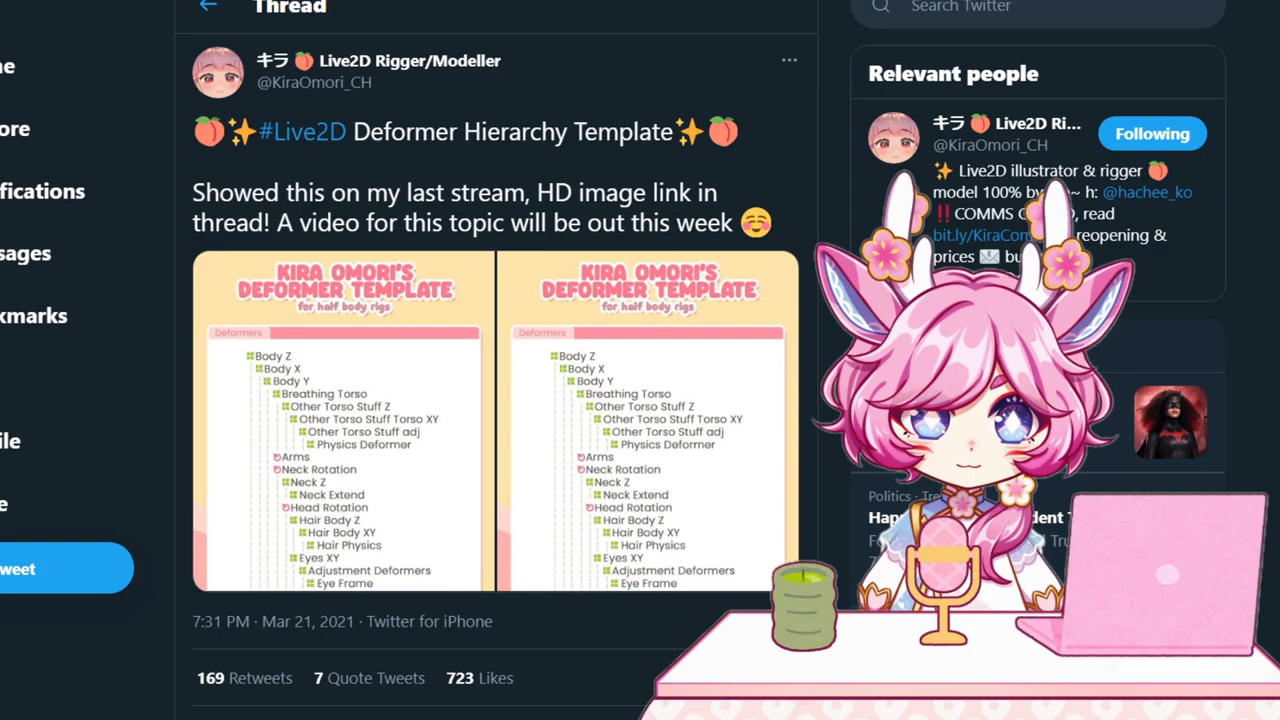 Thread
Search Twitter
ne
ore
fications
sages
kmarks
ile
e
weet
キラ 🍑 Live2D Rigger/Modeller
@KiraOmori_CH
🍑✨#Live2D Deformer Hierarchy Template✨🍑
Showed this on my last stream, HD image link in
thread! A video for this topic will be out this week ☺️
KIRA OMORI'S
DEFORMER TEMPLATE
for half body rigs
Deformers
Body Z
Body X
Body Y
Breathing Torso
Other Torso Stuff Z
Other Torso Stuff Torso XY
Other Torso Stuff adj
Physics Deformer
Arms
Neck Rotation
Neck Z
Neck Extend
Head Rotation
Hair Body Z
Hair Body XY
Hair Physics
Eyes XY
Adjustment Deformers
Eye Frame
KIRA OMORI'S
DEFORMER TEMPLATE
for half body rigs
Deformers
Body Z
Body X
Body Y
Breathing Torso
Other Torso Stuff Z
Other Torso Stuff Torso XY
Other Torso Stuff adj
Physics Deformer
Arms
Neck Rotation
Neck Z
Neck Extend
Head Rotation
Hair Body Z
Hair Body XY
Hair Physics
Eyes XY
Adjustment Deformers
Eye Frame
7:31 PM · Mar 21, 2021 · Twitter for iPhone
169 Retweets 7 Quote Tweets 723 Likes
Relevant people
キラ 🍑 Live2D Ri...
@KiraOmori_CH
Following
✨ Live2D illustrator & rigger 🍑
model 100% by h: @hachee_ko
‼️COMMS read
bit.ly/KiraCom reopening &
prices ✉️ bu
Politics